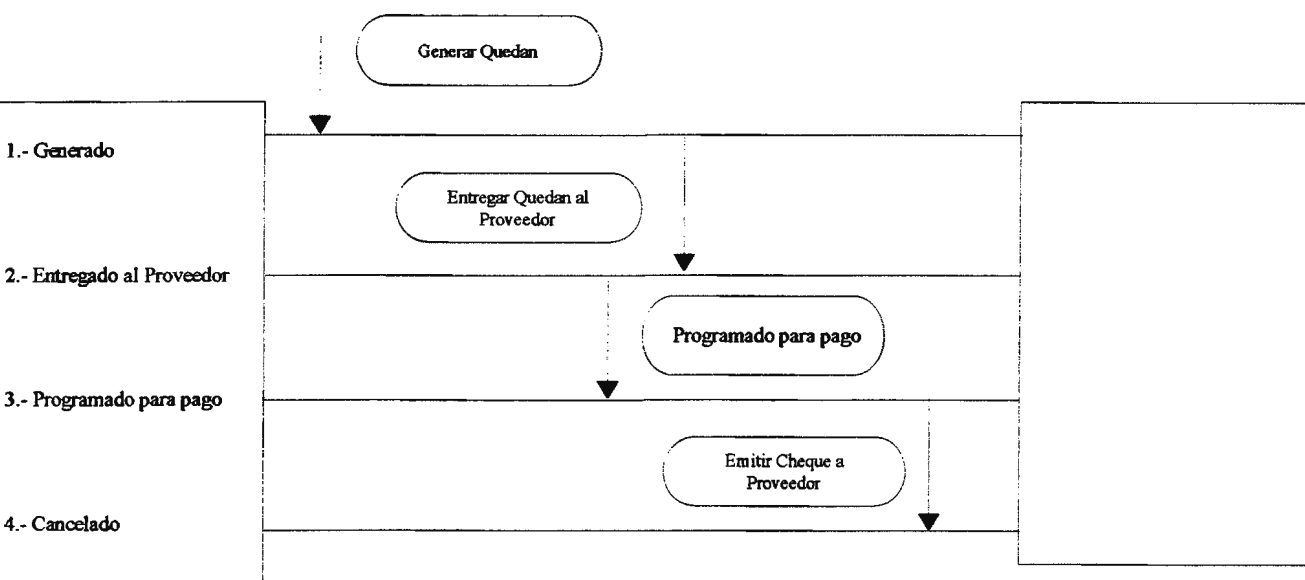 Generar Quedan
1.- Generado
Entregar Quedan al
Proveedor
2.- Entregado al Proveedor
Programado para pago
3.- Programado para pago
Emitir Cheque a
Proveedor
4.- Cancelado